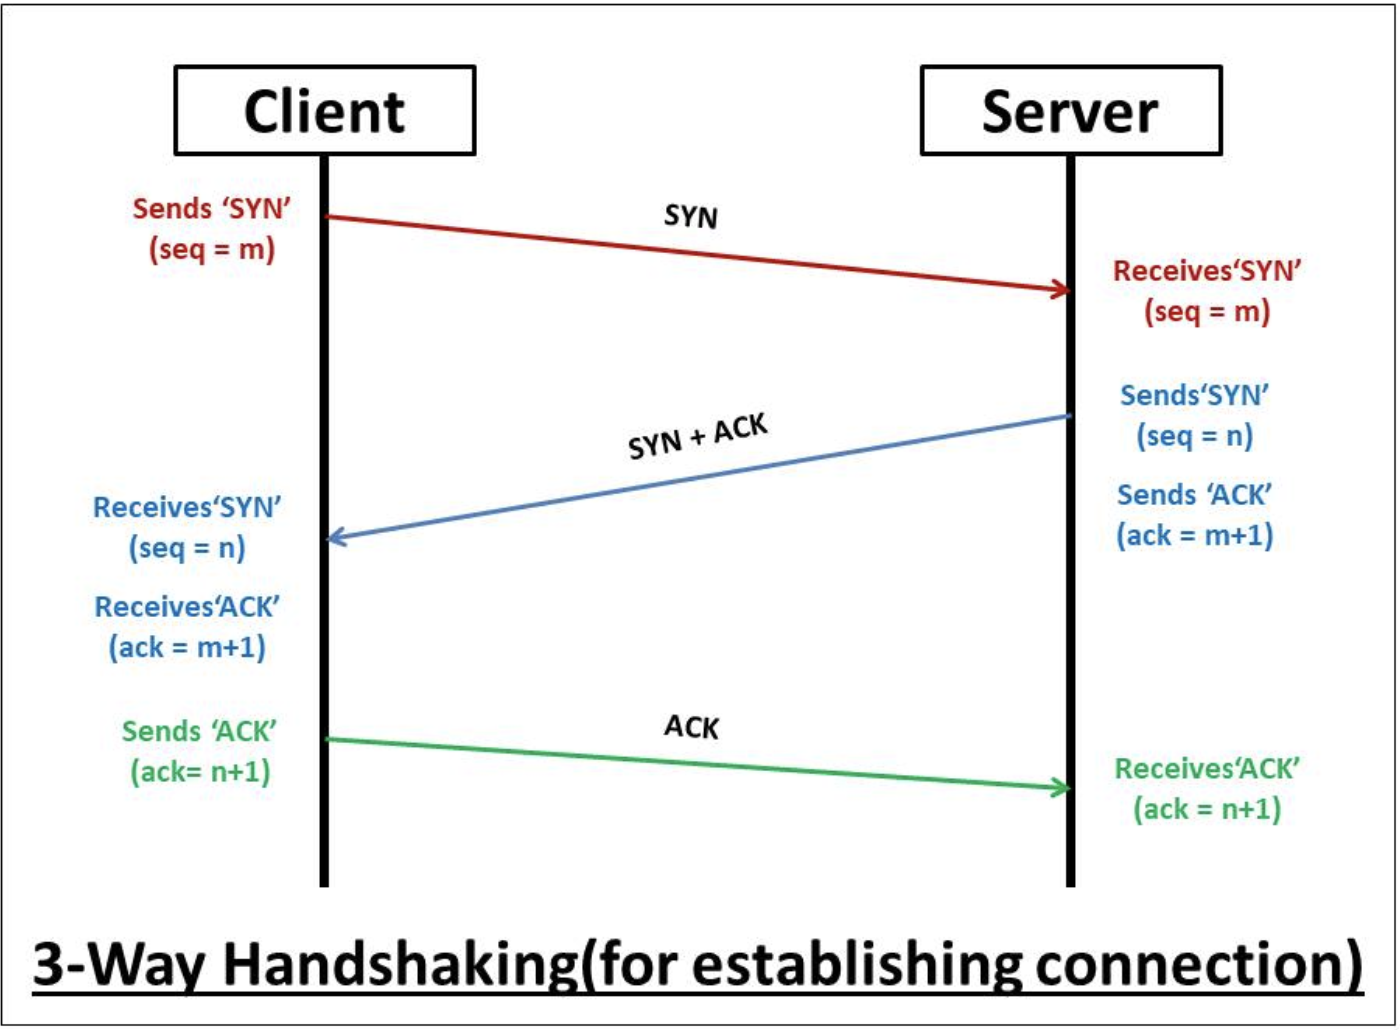 Client
Server
Sends ‘SYN’
(seq = m)
SYN
Receives‘SYN’
(seq = m)
Sends‘SYN’
(seq = n)
SYN + ACK
Sends ‘ACK’
(ack = m+1)
Receives‘SYN’
(seq = n)
Receives‘ACK’
(ack = m+1)
Sends ‘ACK’
(ack= n+1)
ACK
Receives‘ACK’
(ack = n+1)
3-Way Handshaking(for establishing connection)